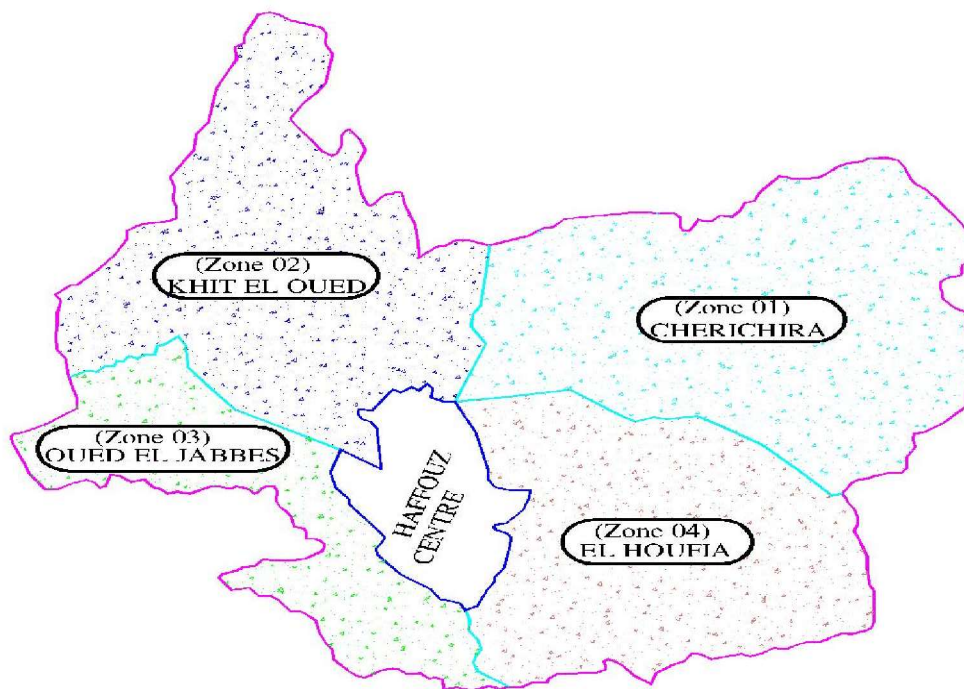 (Zone 02)
KHIT EL OUED
(Zone 01)
CHERICHIRA
(Zone 03)
OUED EL JABBES
HAFFOUZ
CENTRE
(Zone 04)
EL HOUFIA